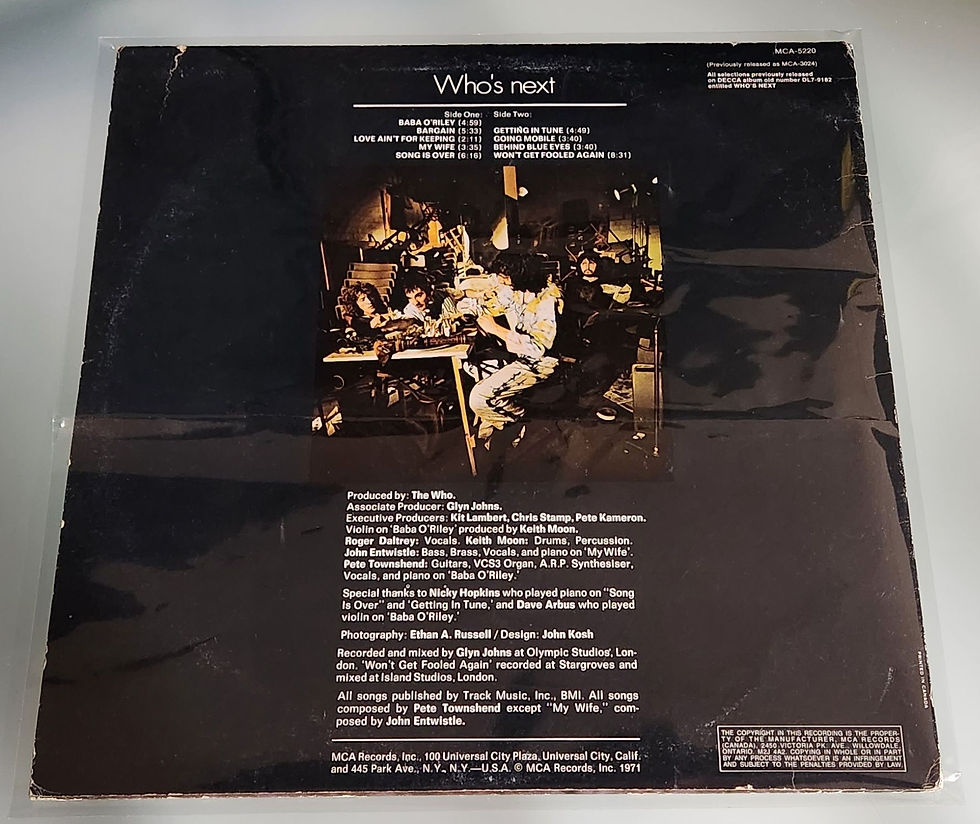 MCA-5220
(Previously released as MCA-3024)
All selections previously released
on DECCA album old number DL7-9182
entitled WHO'S NEXT
Who's next
Side One:
BABA O'RILEY (4:59)
BARGAIN (5:33)
LOVE AIN'T FOR KEEPING (2:11)
MY WIFE (3:35)
SONG IS OVER (6:16)
Side Two:
GETTING IN TUNE (4:49)
GOING MOBILE (3:40)
BEHIND BLUE EYES (3:40)
WON'T GET FOOLED AGAIN (8:31)
Produced by: The Who.
Associate Producer: Glyn Johns.
Executive Producers: Kit Lambert, Chris Stamp, Pete Kameron.
Violin on 'Baba O'Riley' produced by Keith Moon.
Roger Daltrey: Vocals. Keith Moon: Drums, Percussion.
John Entwistle: Bass, Brass, Vocals, and piano on 'My Wife'.
Pete Townshend: Guitars, VCS3 Organ, A.R.P. Synthesiser,
Vocals, and piano on 'Baba O'Riley.'
Special thanks to Nicky Hopkins who played piano on "Song
Is Over" and 'Getting In Tune,' and Dave Arbus who played
violin on 'Baba O'Riley.'
Photography: Ethan A. Russell / Design: John Kosh
Recorded and mixed by Glyn Johns at Olympic Studios, Lon-
don. 'Won't Get Fooled Again' recorded at Stargroves and
mixed at Island Studios, London.
All songs published by Track Music, Inc., BMI. All songs
composed by Pete Townshend except "My Wife," com-
posed by John Entwistle.
MCA Records, Inc., 100 Universal City Plaza, Universal City, Calif.
and 445 Park Ave., N.Y., N.Y.—U.S.A. © MCA Records, Inc. 1971
PRINTED IN CANADA
THE COPYRIGHT IN THIS RECORDING IS THE PROPER-
TY OF THE MANUFACTURER, MCA RECORDS
(CANADA), 2450 VICTORIA PK. AVE., WILLOWDALE,
ONTARIO. M2J 4A2. COPYING IN WHOLE OR IN PART
BY ANY PROCESS WHATSOEVER IS AN INFRINGEMENT
AND SUBJECT TO THE PENALTIES PROVIDED BY LAW